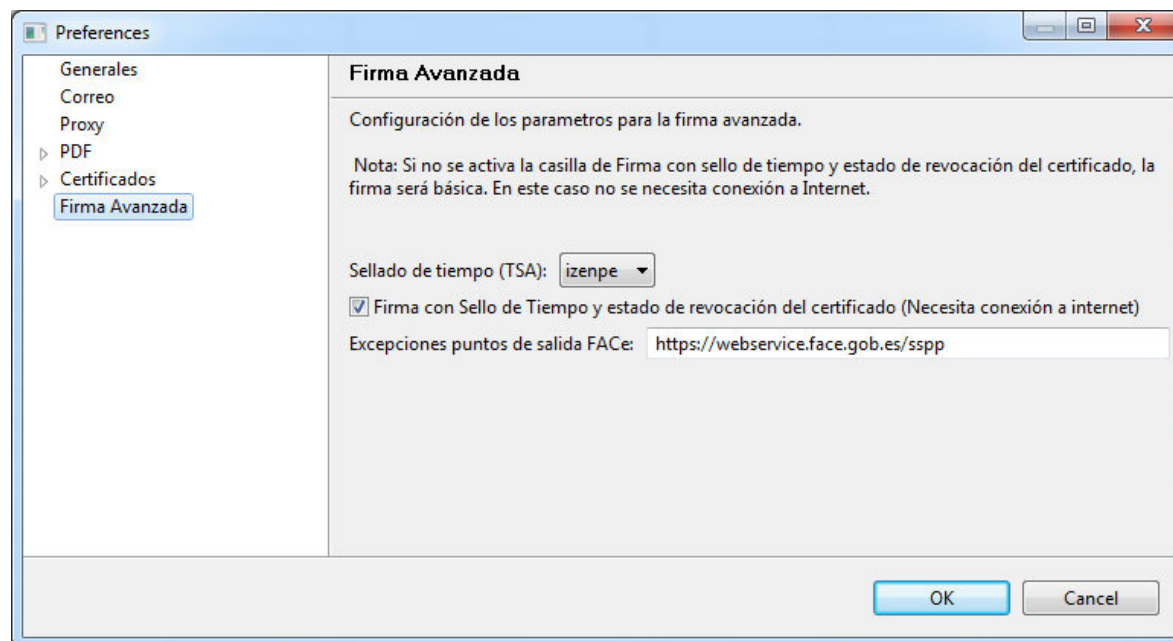 Preferences
Generales
Correo
Proxy
PDF
Certificados
Firma Avanzada
Firma Avanzada
Configuración de los parametros para la firma avanzada.
Nota: Si no se activa la casilla de Firma con sello de tiempo y estado de revocación del certificado, la
firma será básica. En este caso no se necesita conexión a Internet.
Sellado de tiempo (TSA): izenpe
Firma con Sello de Tiempo y estado de revocación del certificado (Necesita conexión a internet)
Excepciones puntos de salida FACe: https://webservice.face.gob.es/sspp
OK Cancel